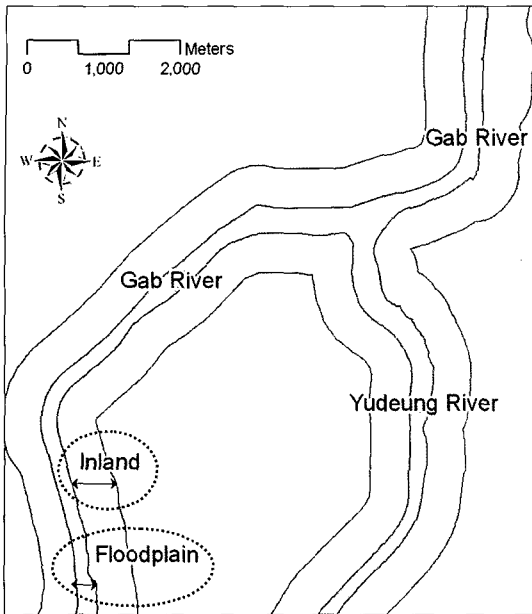 Meters
0 1,000 2,000
N
W E
S
Gab River
Gab River
Yudeung River
Inland
Floodplain